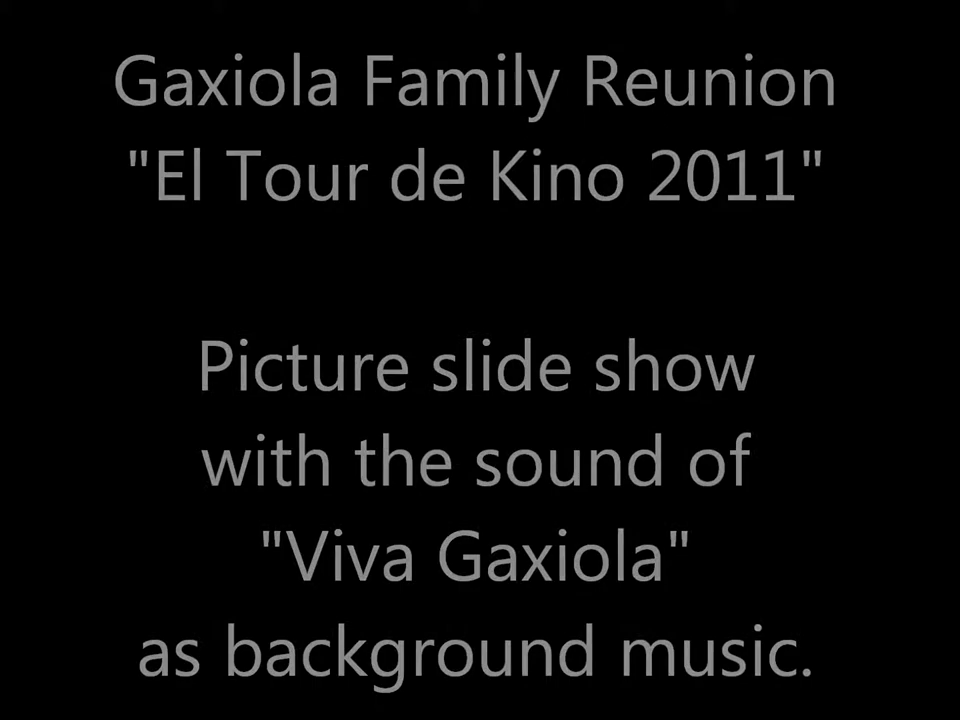 Gaxiola Family Reunion
"El Tour de Kino 2011"
Picture slide show
with the sound of
"Viva Gaxiola"
as background music.